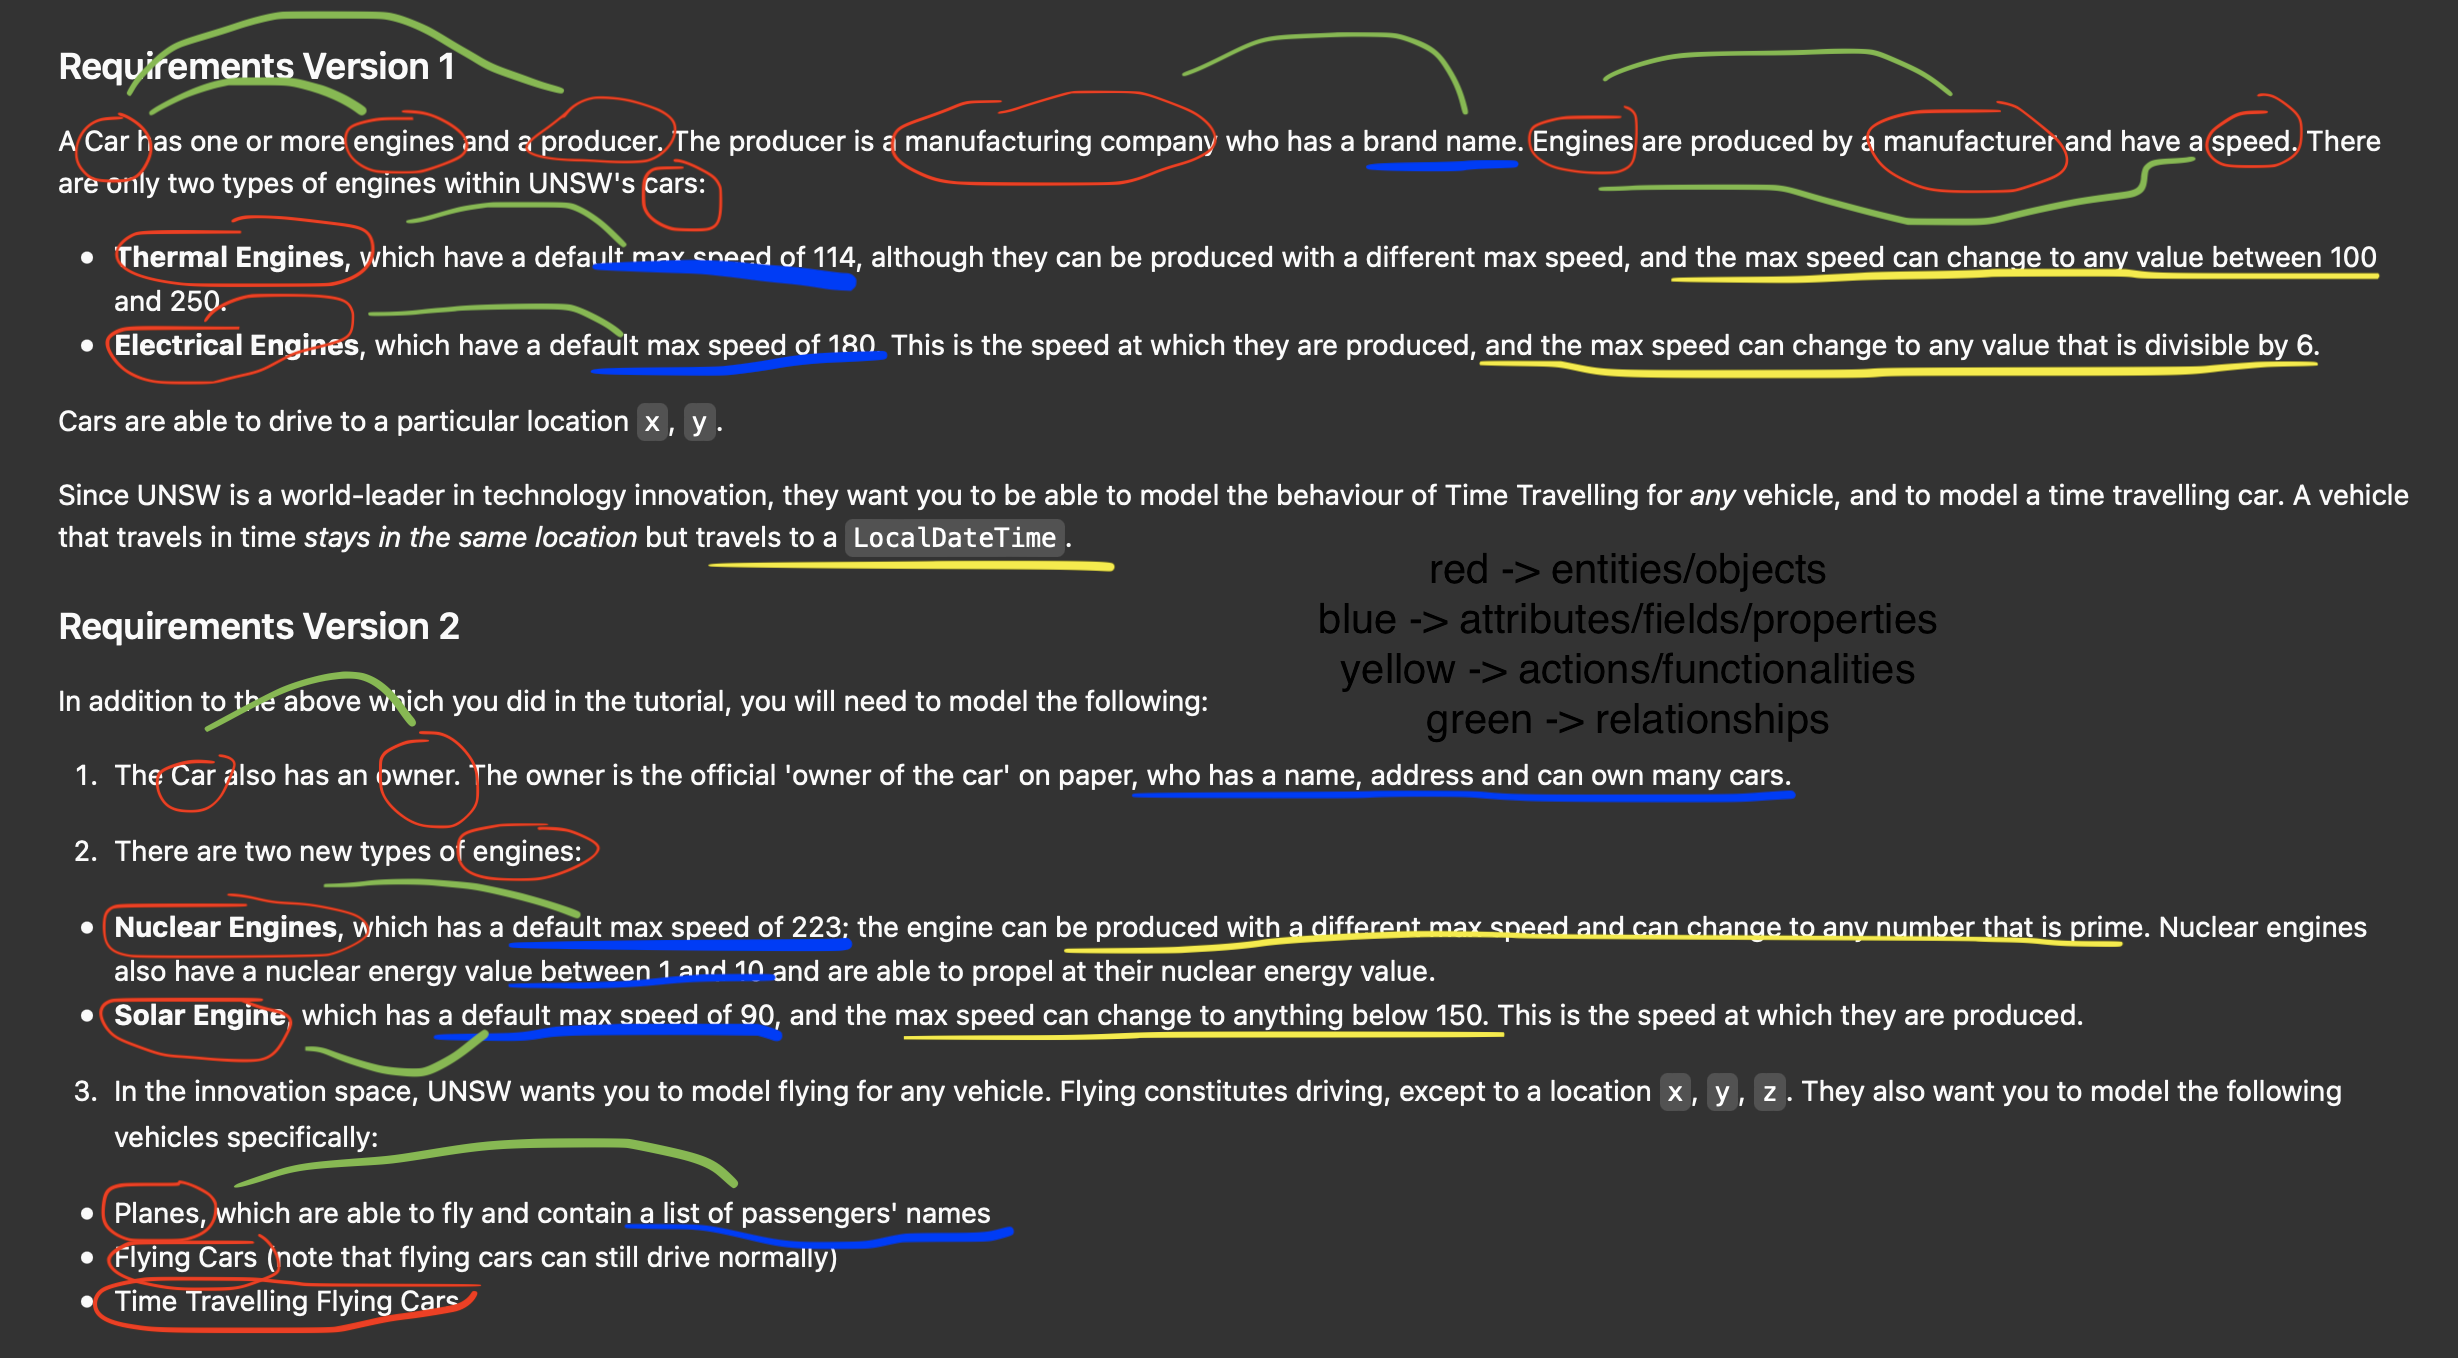 Requirements Version 1
A Car has one or more engines and a producer. The producer is a manufacturing company who has a brand name. Engines are produced by a manufacturer and have a speed. There
are only two types of engines within UNSW's cars:
• Thermal Engines, which have a default max speed of 114, although they can be produced with a different max speed, and the max speed can change to any value between 100
and 250.
• Electrical Engines, which have a default max speed of 180. This is the speed at which they are produced, and the max speed can change to any value that is divisible by 6.
Cars are able to drive to a particular location x, y.
Since UNSW is a world-leader in technology innovation, they want you to be able to model the behaviour of Time Travelling for any vehicle, and to model a time travelling car. A vehicle
that travels in time stays in the same location but travels to a LocalDateTime.
red -> entities/objects
blue -> attributes/fields/properties
yellow -> actions/functionalities
green -> relationships
Requirements Version 2
In addition to the above which you did in the tutorial, you will need to model the following:
1. The Car also has an owner. The owner is the official 'owner of the car' on paper, who has a name, address and can own many cars.
2. There are two new types of engines:
• Nuclear Engines, which has a default max speed of 223; the engine can be produced with a different max speed and can change to any number that is prime. Nuclear engines
also have a nuclear energy value between 1 and 10 and are able to propel at their nuclear energy value.
• Solar Engine, which has a default max speed of 90, and the max speed can change to anything below 150. This is the speed at which they are produced.
3. In the innovation space, UNSW wants you to model flying for any vehicle. Flying constitutes driving, except to a location x, y, z. They also want you to model the following
vehicles specifically:
• Planes, which are able to fly and contain a list of passengers' names
• Flying Cars (note that flying cars can still drive normally)
• Time Travelling Flying Cars